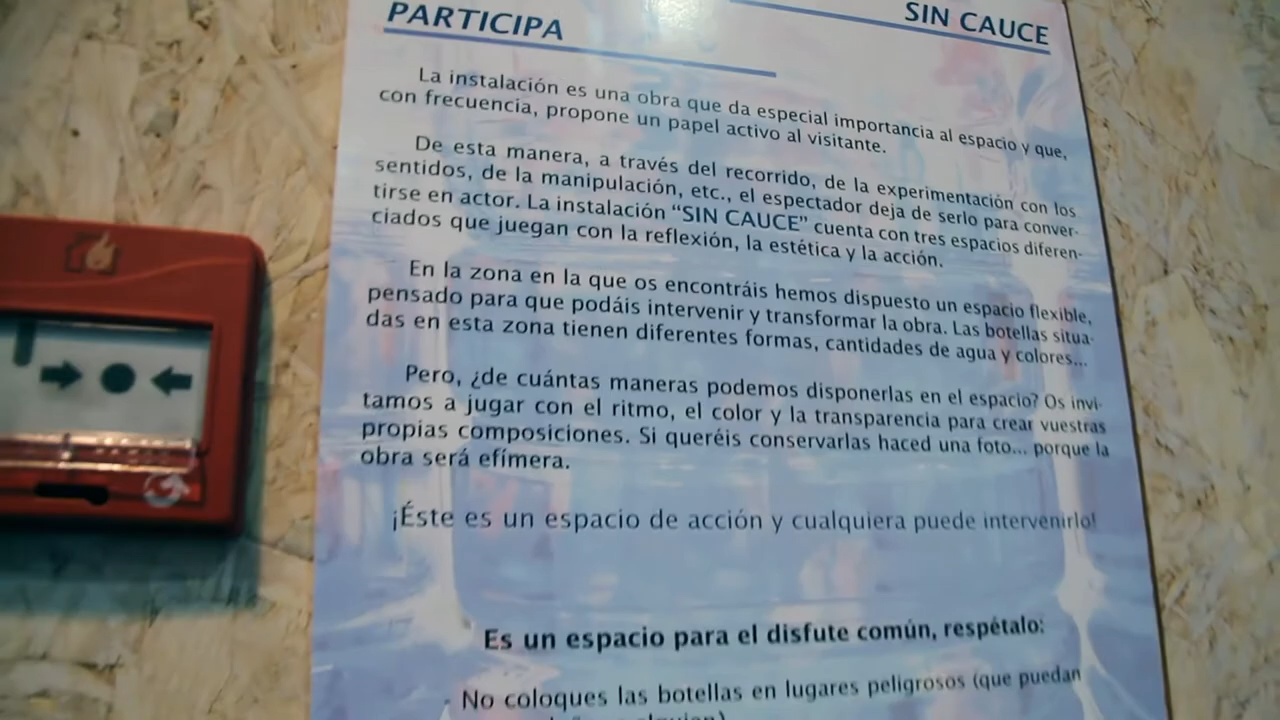 PARTICIPA
SIN CAUCE
La instalación es una obra que da especial importancia al espacio y que,
con frecuencia, propone un papel activo al visitante.
De esta manera, a través del recorrido, de la experimentación con los
sentidos, de la manipulación, etc., el espectador deja de serlo para conver-
tirse en actor. La instalación “SIN CAUCE” cuenta con tres espacios diferen-
ciados que juegan con la reflexión, la estética y la acción.
En la zona en la que os encontráis hemos dispuesto un espacio flexible,
pensado para que podáis intervenir y transformar la obra. Las botellas situa-
das en esta zona tienen diferentes formas, cantidades de agua y colores...
Pero, ¿de cuántas maneras podemos disponerlas en el espacio? Os invi-
tamos a jugar con el ritmo, el color y la transparencia para crear vuestras
propias composiciones. Si queréis conservarlas haced una foto... porque la
obra será efímera.
¡Éste es un espacio de acción y cualquiera puede intervenirlo!
Es un espacio para el disfute común, respétalo:
- No coloques las botellas en lugares peligrosos (que puedan